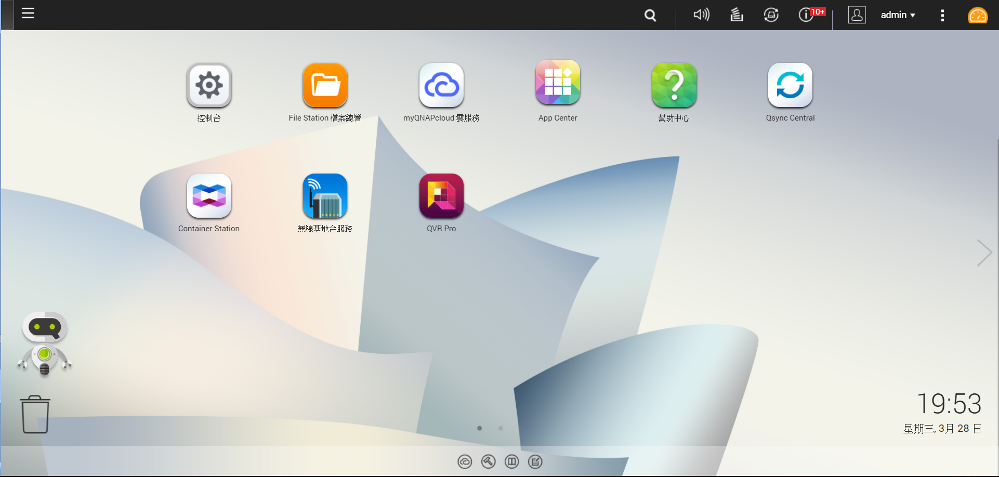 10+
admin
控制台
File Station 檔案總管
myQNAPcloud 雲服務
App Center
幫助中心
Qsync Central
Container Station
無線基地台服務
QVR Pro
19:53
星期三, 3月 28 日